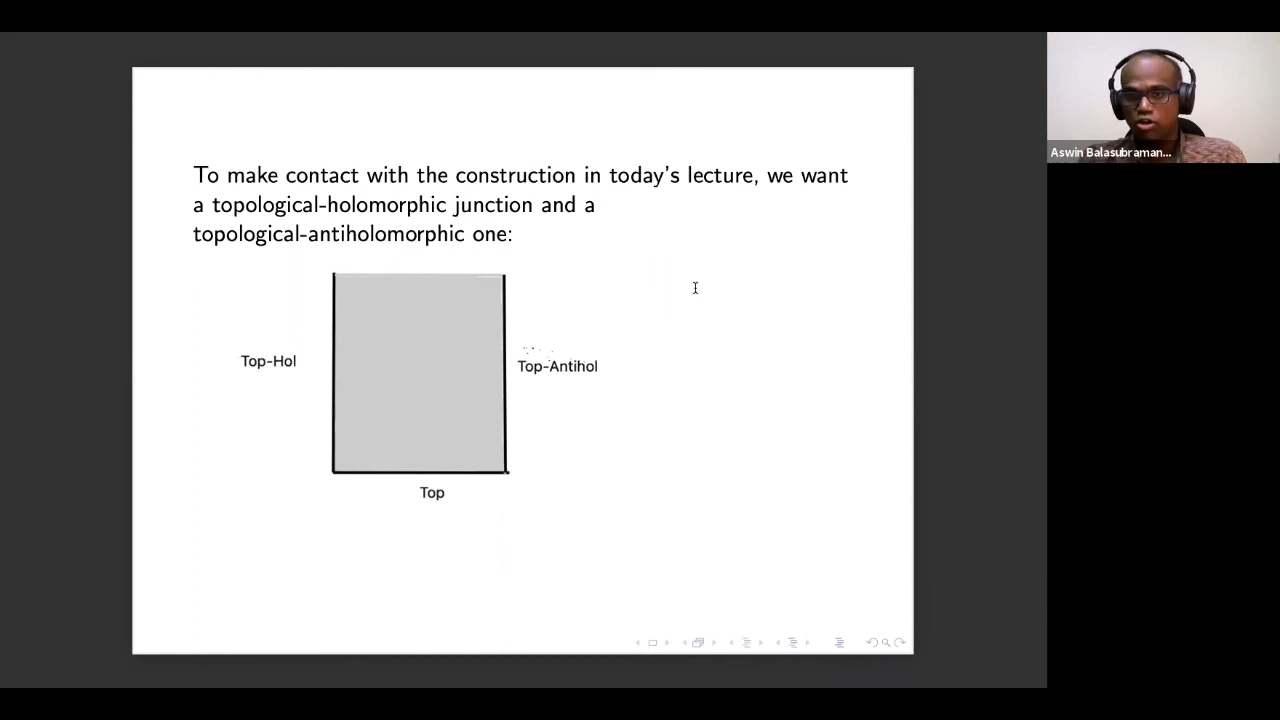 To make contact with the construction in today's lecture, we want
a topological-holomorphic junction and a
topological-antiholomorphic one:
Top-Hol
Top-Antihol
Top
Aswin Balasubraman...